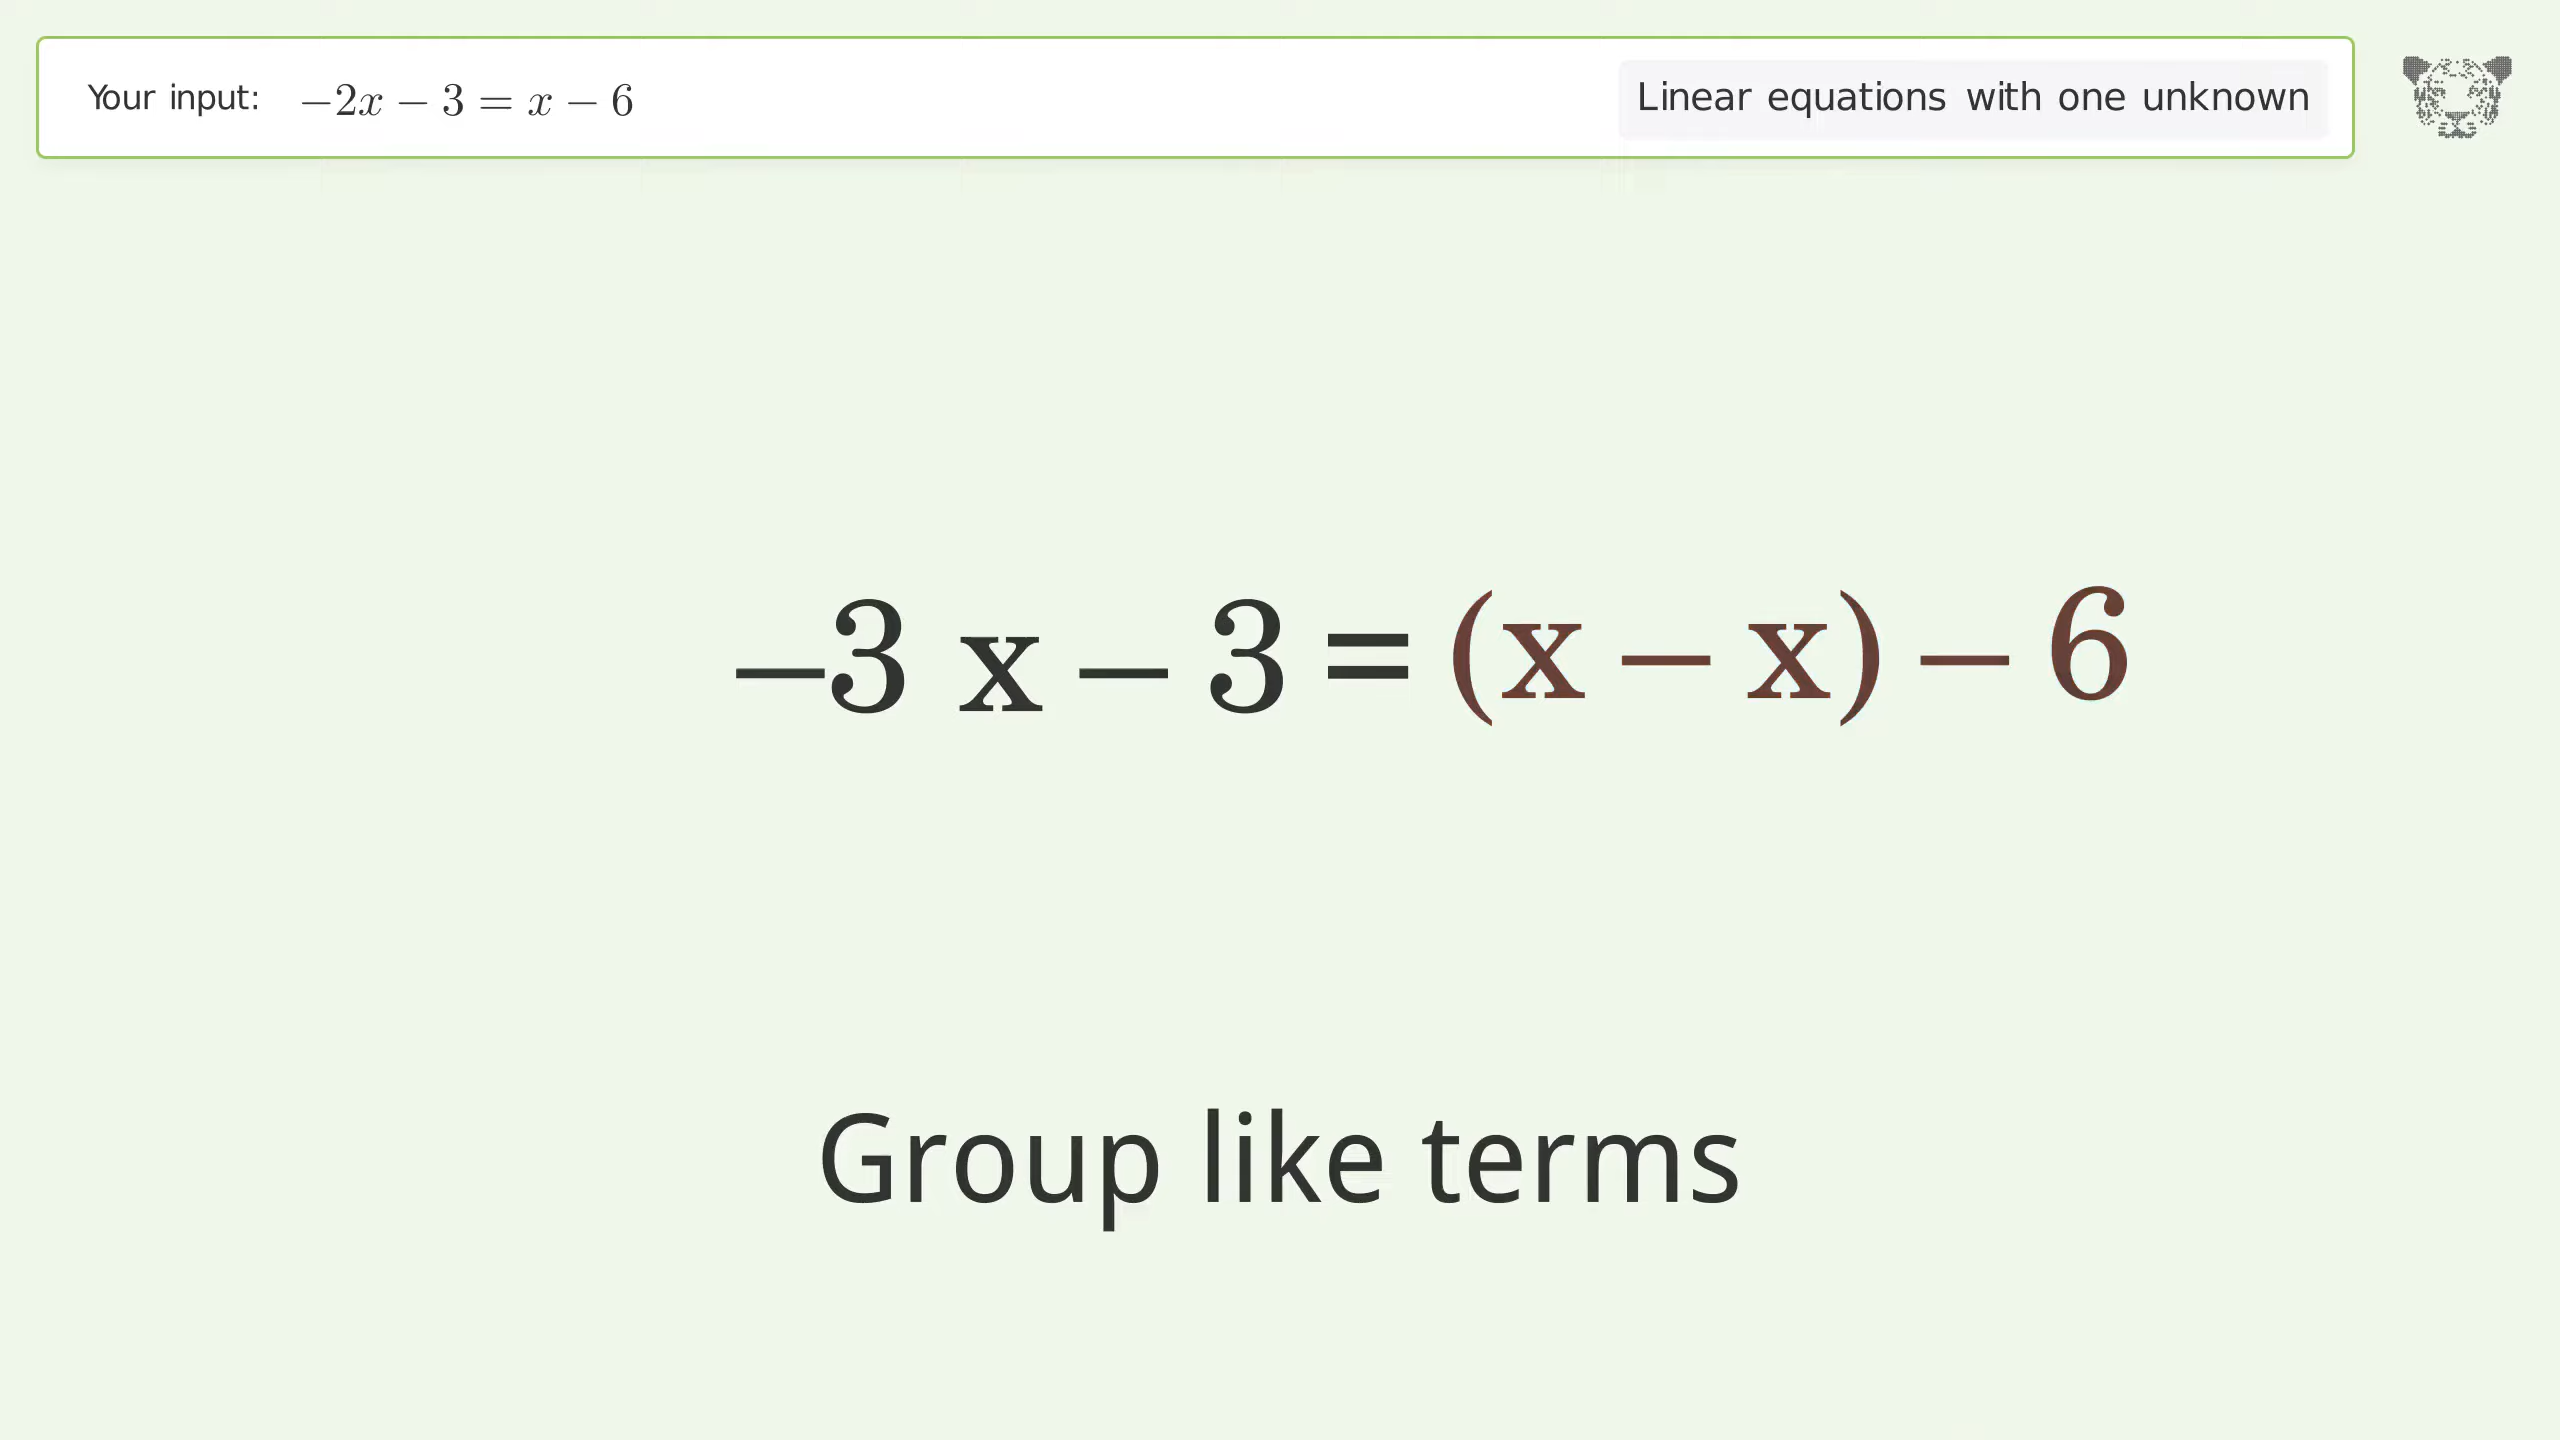 Your input: −2x − 3 = x − 6
Linear equations with one unknown
−3 x − 3 = (x − x) − 6
Group like terms